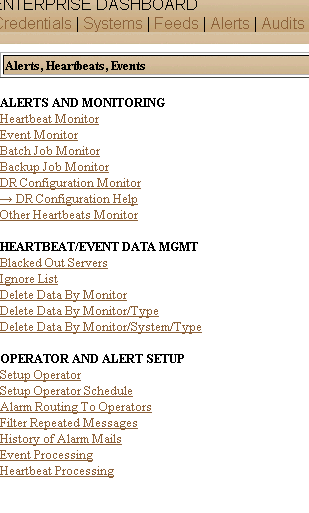 ENTERPRISE DASHBOARD
Credentials | Systems | Feeds | Alerts | Audits
Alerts, Heartbeats, Events
ALERTS AND MONITORING
Heartbeat Monitor
Event Monitor
Batch Job Monitor
Backup Job Monitor
DR Configuration Monitor
→ DR Configuration Help
Other Heartbeats Monitor
HEARTBEAT/EVENT DATA MGMT
Blacked Out Servers
Ignore List
Delete Data By Monitor
Delete Data By Monitor/Type
Delete Data By Monitor/System/Type
OPERATOR AND ALERT SETUP
Setup Operator
Setup Operator Schedule
Alarm Routing To Operators
Filter Repeated Messages
History of Alarm Mails
Event Processing
Heartbeat Processing